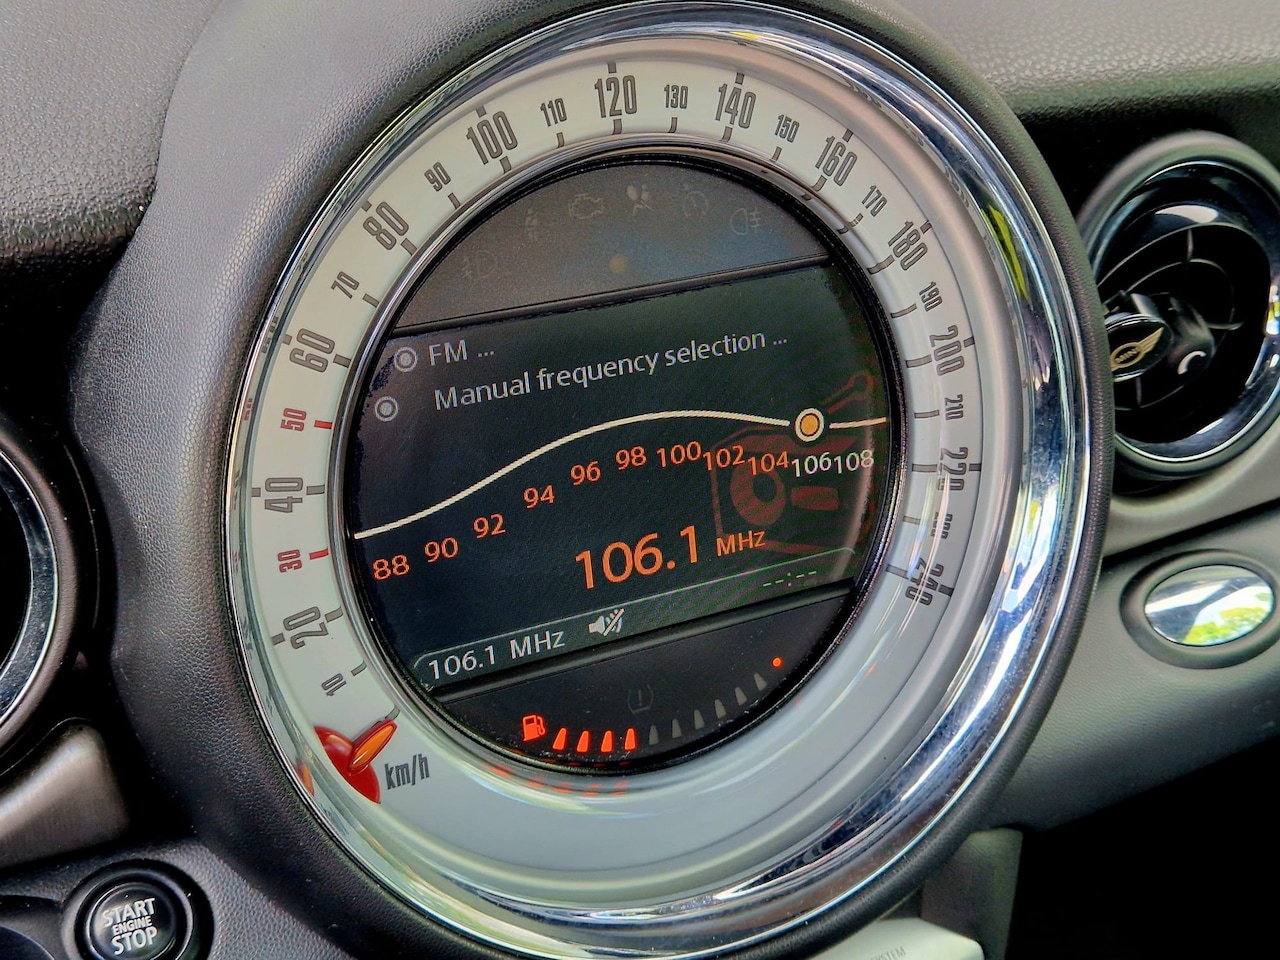 10 20 30 40 50 60 70 80 90 100 110 120 130 140 150 160 170 180 190 200 210 220 230 240
FM ...
Manual frequency selection ...
88 90 92 94 96 98 100 102 104 106 108
106.1 MHz
106.1 MHz --:--
km/h
START
ENGINE
STOP